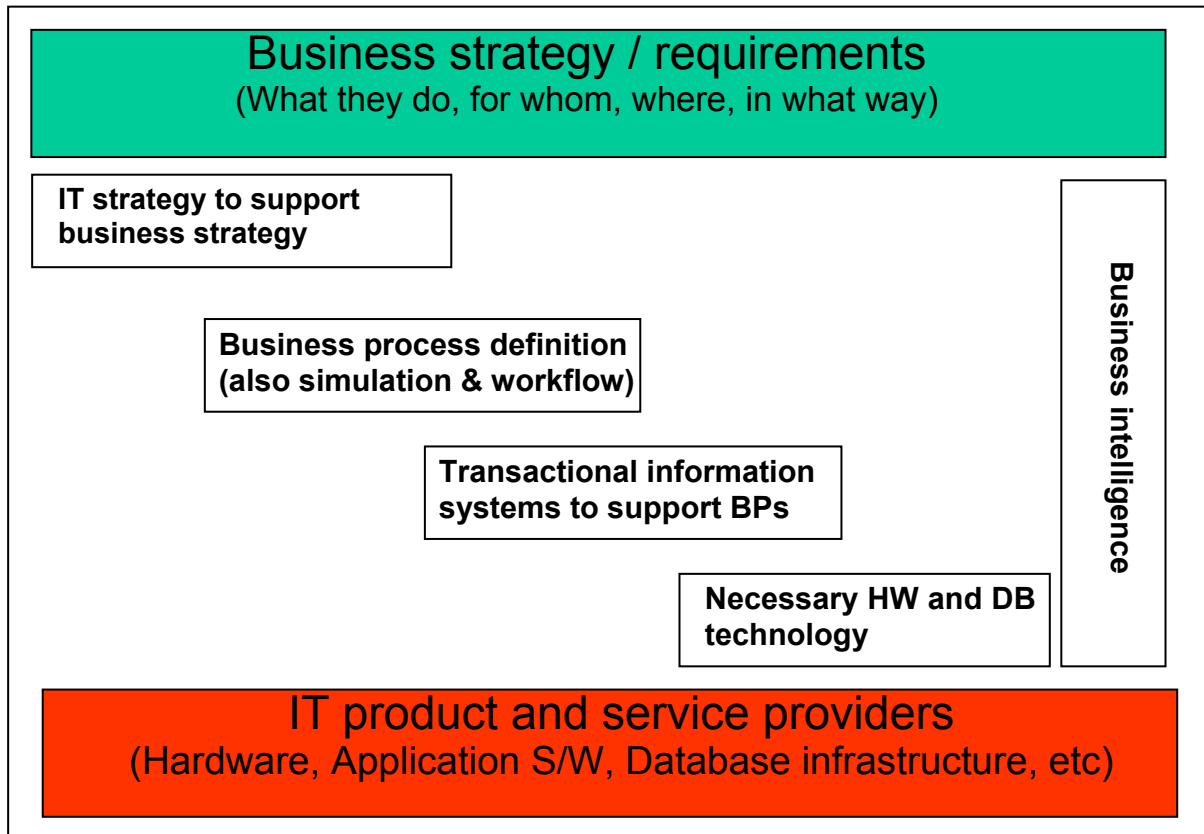 Business strategy / requirements
(What they do, for whom, where, in what way)
IT strategy to support
business strategy
Business process definition
(also simulation & workflow)
Transactional information
systems to support BPs
Necessary HW and DB
technology
Business intelligence
IT product and service providers
(Hardware, Application S/W, Database infrastructure, etc)